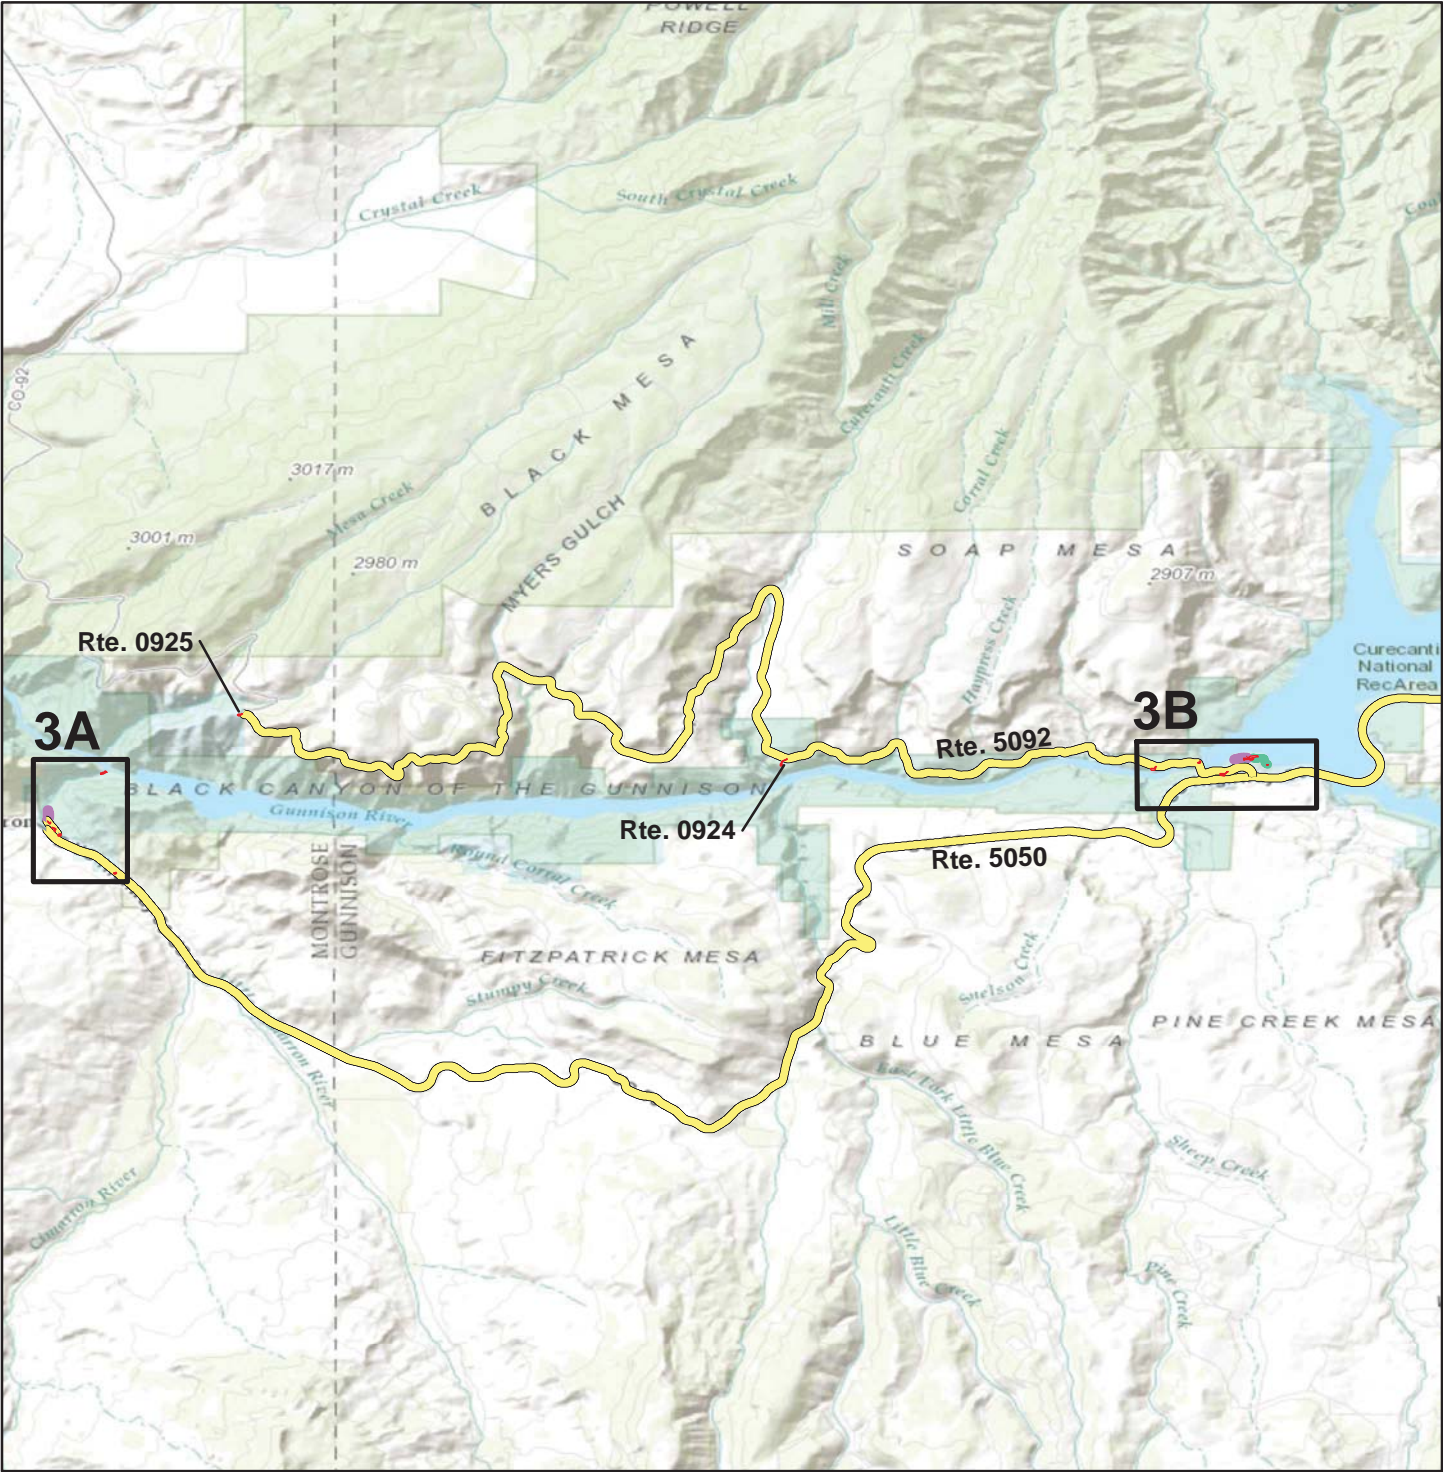 POWELL
RIDGE
Crystal Creek
South Crystal Creek
Mill Creek
CO-92
BLACK MESA
Curecanti Creek
3017 m
Mesa Creek
Corral Creek
3001 m
2980 m
MYERS GULCH
SOAP MESA
2907 m
Haypress Creek
Rte. 0925
Curecanti
National
RecArea
3A
3B
Rte. 5092
BLACK CANYON OF THE GUNNISON
Gunnison River
Rte. 0924
Rte. 5050
Round Corral Creek
MONTROSE
GUNNISON
FITZPATRICK MESA
Stumpy Creek
Snelson Creek
PINE CREEK MESA
BLUE MESA
East Fork Little Blue Creek
Sheep Creek
Cimarron River
Little Blue Creek
Pine Creek